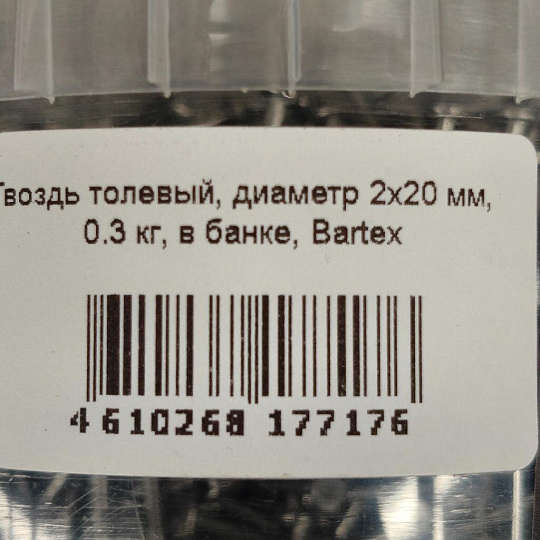 Гвоздь толевый, диаметр 2х20 мм,
0.3 кг, в банке, Bartex
4 610268 177176